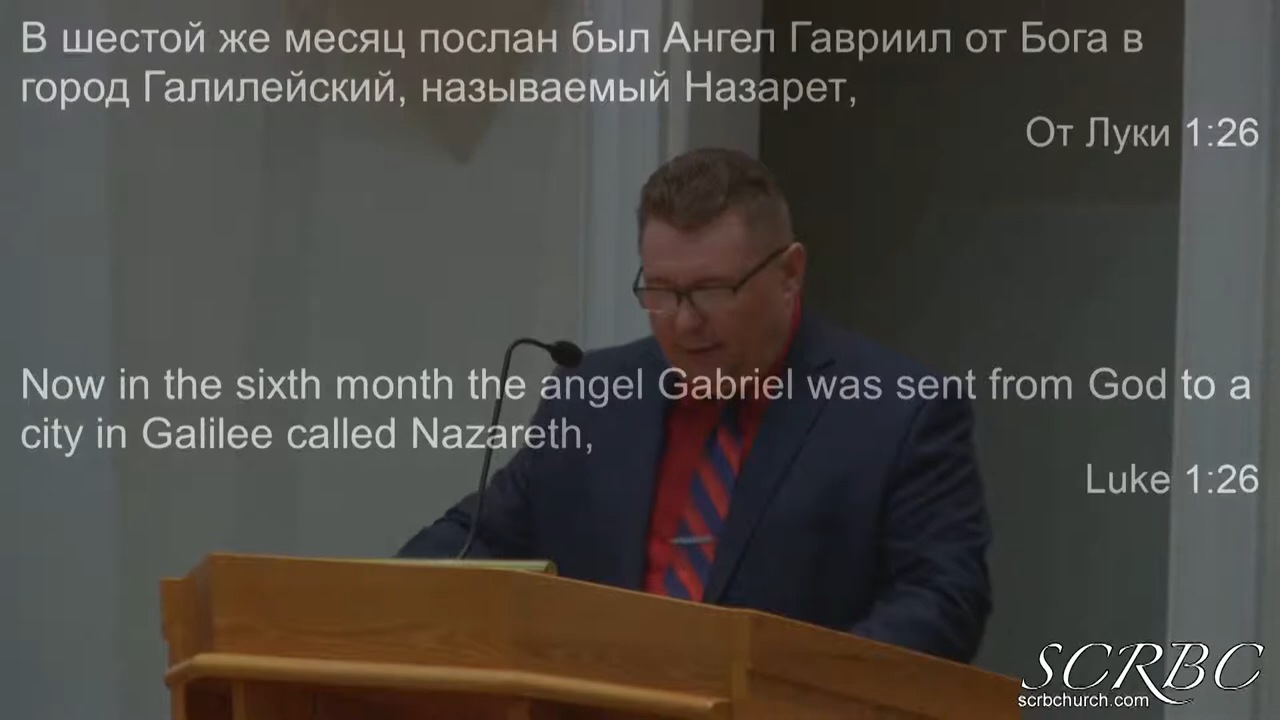 В шестой же месяц послан был Ангел Гавриил от Бога в
город Галилейский, называемый Назарет,
От Луки 1:26
Now in the sixth month the angel Gabriel was sent from God to a
city in Galilee called Nazareth,
Luke 1:26
SCRBC
scrbchurch.com